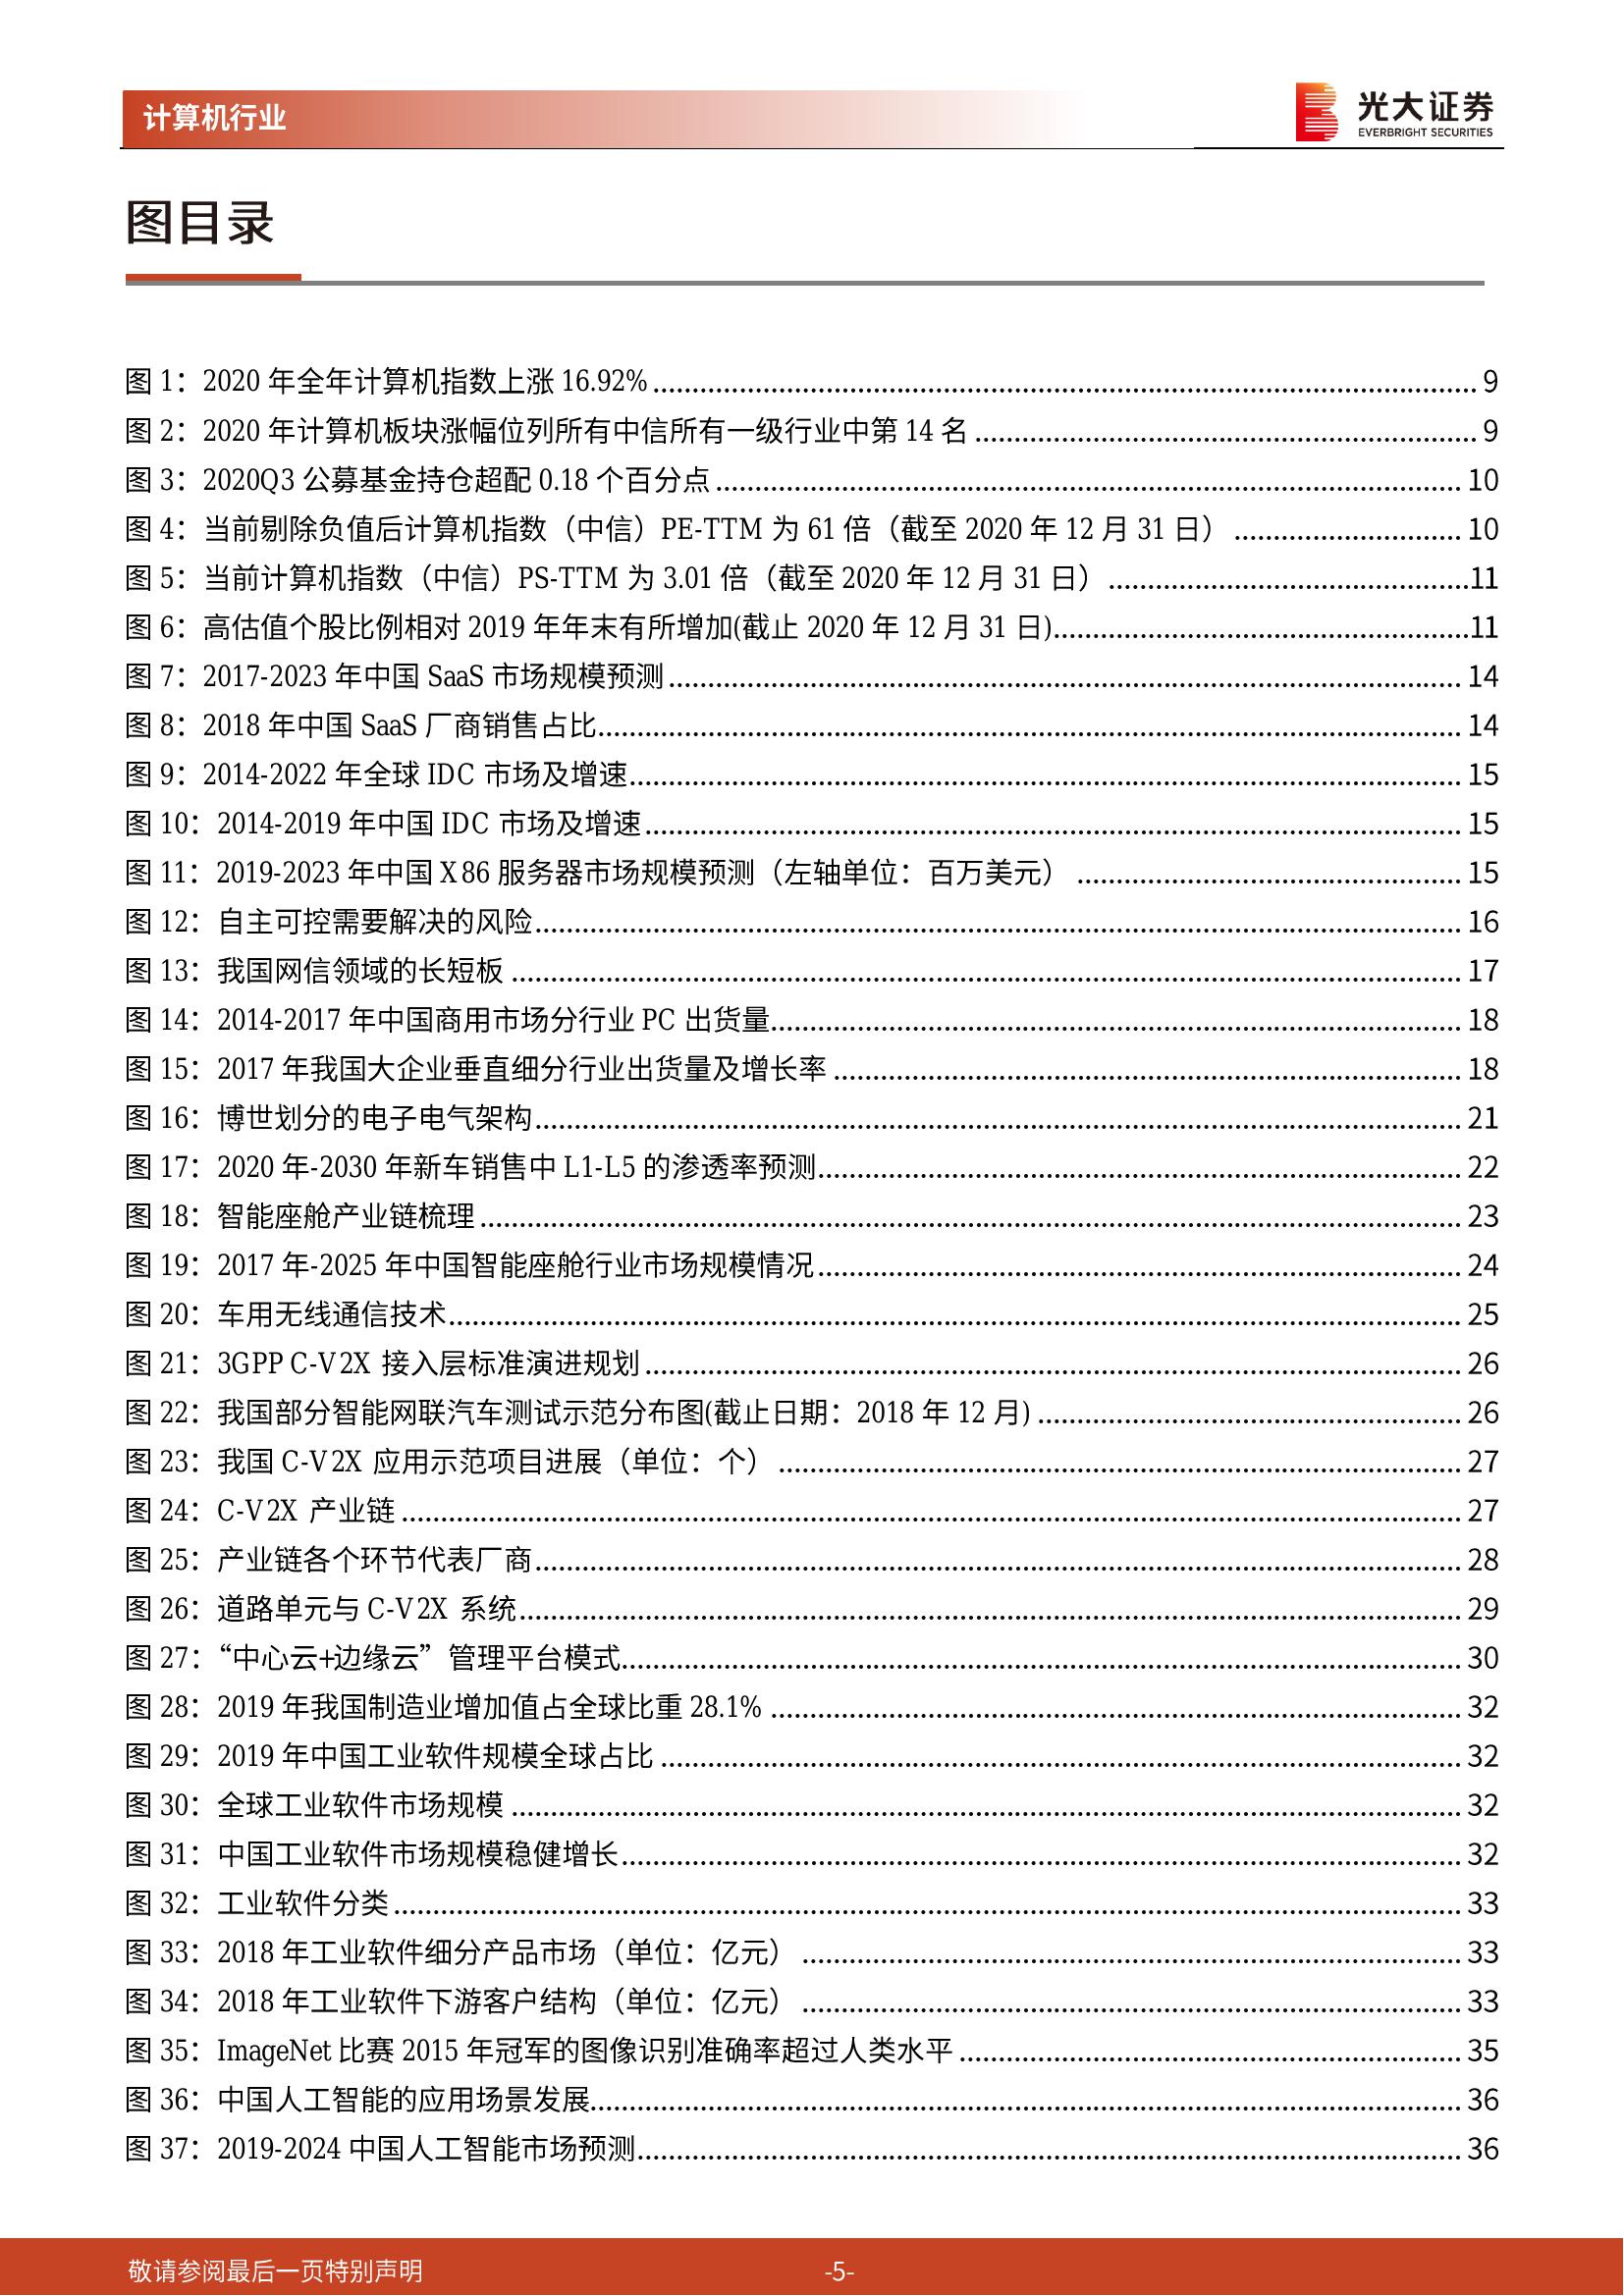 计算机行业
光大证券
EVERBRIGHT SECURITIES
图目录
图 1：2020 年全年计算机指数上涨 16.92% 9
图 2：2020 年计算机板块涨幅位列所有中信所有一级行业中第 14 名 9
图 3：2020Q3 公募基金持仓超配 0.18 个百分点 10
图 4：当前剔除负值后计算机指数（中信）PE-TTM 为 61 倍（截至 2020 年 12 月 31 日） 10
图 5：当前计算机指数（中信）PS-TTM 为 3.01 倍（截至 2020 年 12 月 31 日） 11
图 6：高估值个股比例相对 2019 年年末有所增加(截止 2020 年 12 月 31 日) 11
图 7：2017-2023 年中国 SaaS 市场规模预测 14
图 8：2018 年中国 SaaS 厂商销售占比 14
图 9：2014-2022 年全球 IDC 市场及增速 15
图 10：2014-2019 年中国 IDC 市场及增速 15
图 11：2019-2023 年中国 X86 服务器市场规模预测（左轴单位：百万美元） 15
图 12：自主可控需要解决的风险 16
图 13：我国网信领域的长短板 17
图 14：2014-2017 年中国商用市场分行业 PC 出货量 18
图 15：2017 年我国大企业垂直细分行业出货量及增长率 18
图 16：博世划分的电子电气架构 21
图 17：2020 年-2030 年新车销售中 L1-L5 的渗透率预测 22
图 18：智能座舱产业链梳理 23
图 19：2017 年-2025 年中国智能座舱行业市场规模情况 24
图 20：车用无线通信技术 25
图 21：3GPP C-V2X 接入层标准演进规划 26
图 22：我国部分智能网联汽车测试示范分布图(截止日期：2018 年 12 月) 26
图 23：我国 C-V2X 应用示范项目进展（单位：个） 27
图 24：C-V2X 产业链 27
图 25：产业链各个环节代表厂商 28
图 26：道路单元与 C-V2X 系统 29
图 27：“中心云+边缘云”管理平台模式 30
图 28：2019 年我国制造业增加值占全球比重 28.1% 32
图 29：2019 年中国工业软件规模全球占比 32
图 30：全球工业软件市场规模 32
图 31：中国工业软件市场规模稳健增长 32
图 32：工业软件分类 33
图 33：2018 年工业软件细分产品市场（单位：亿元） 33
图 34：2018 年工业软件下游客户结构（单位：亿元） 33
图 35：ImageNet 比赛 2015 年冠军的图像识别准确率超过人类水平 35
图 36：中国人工智能的应用场景发展 36
图 37：2019-2024 中国人工智能市场预测 36
敬请参阅最后一页特别声明 -5-